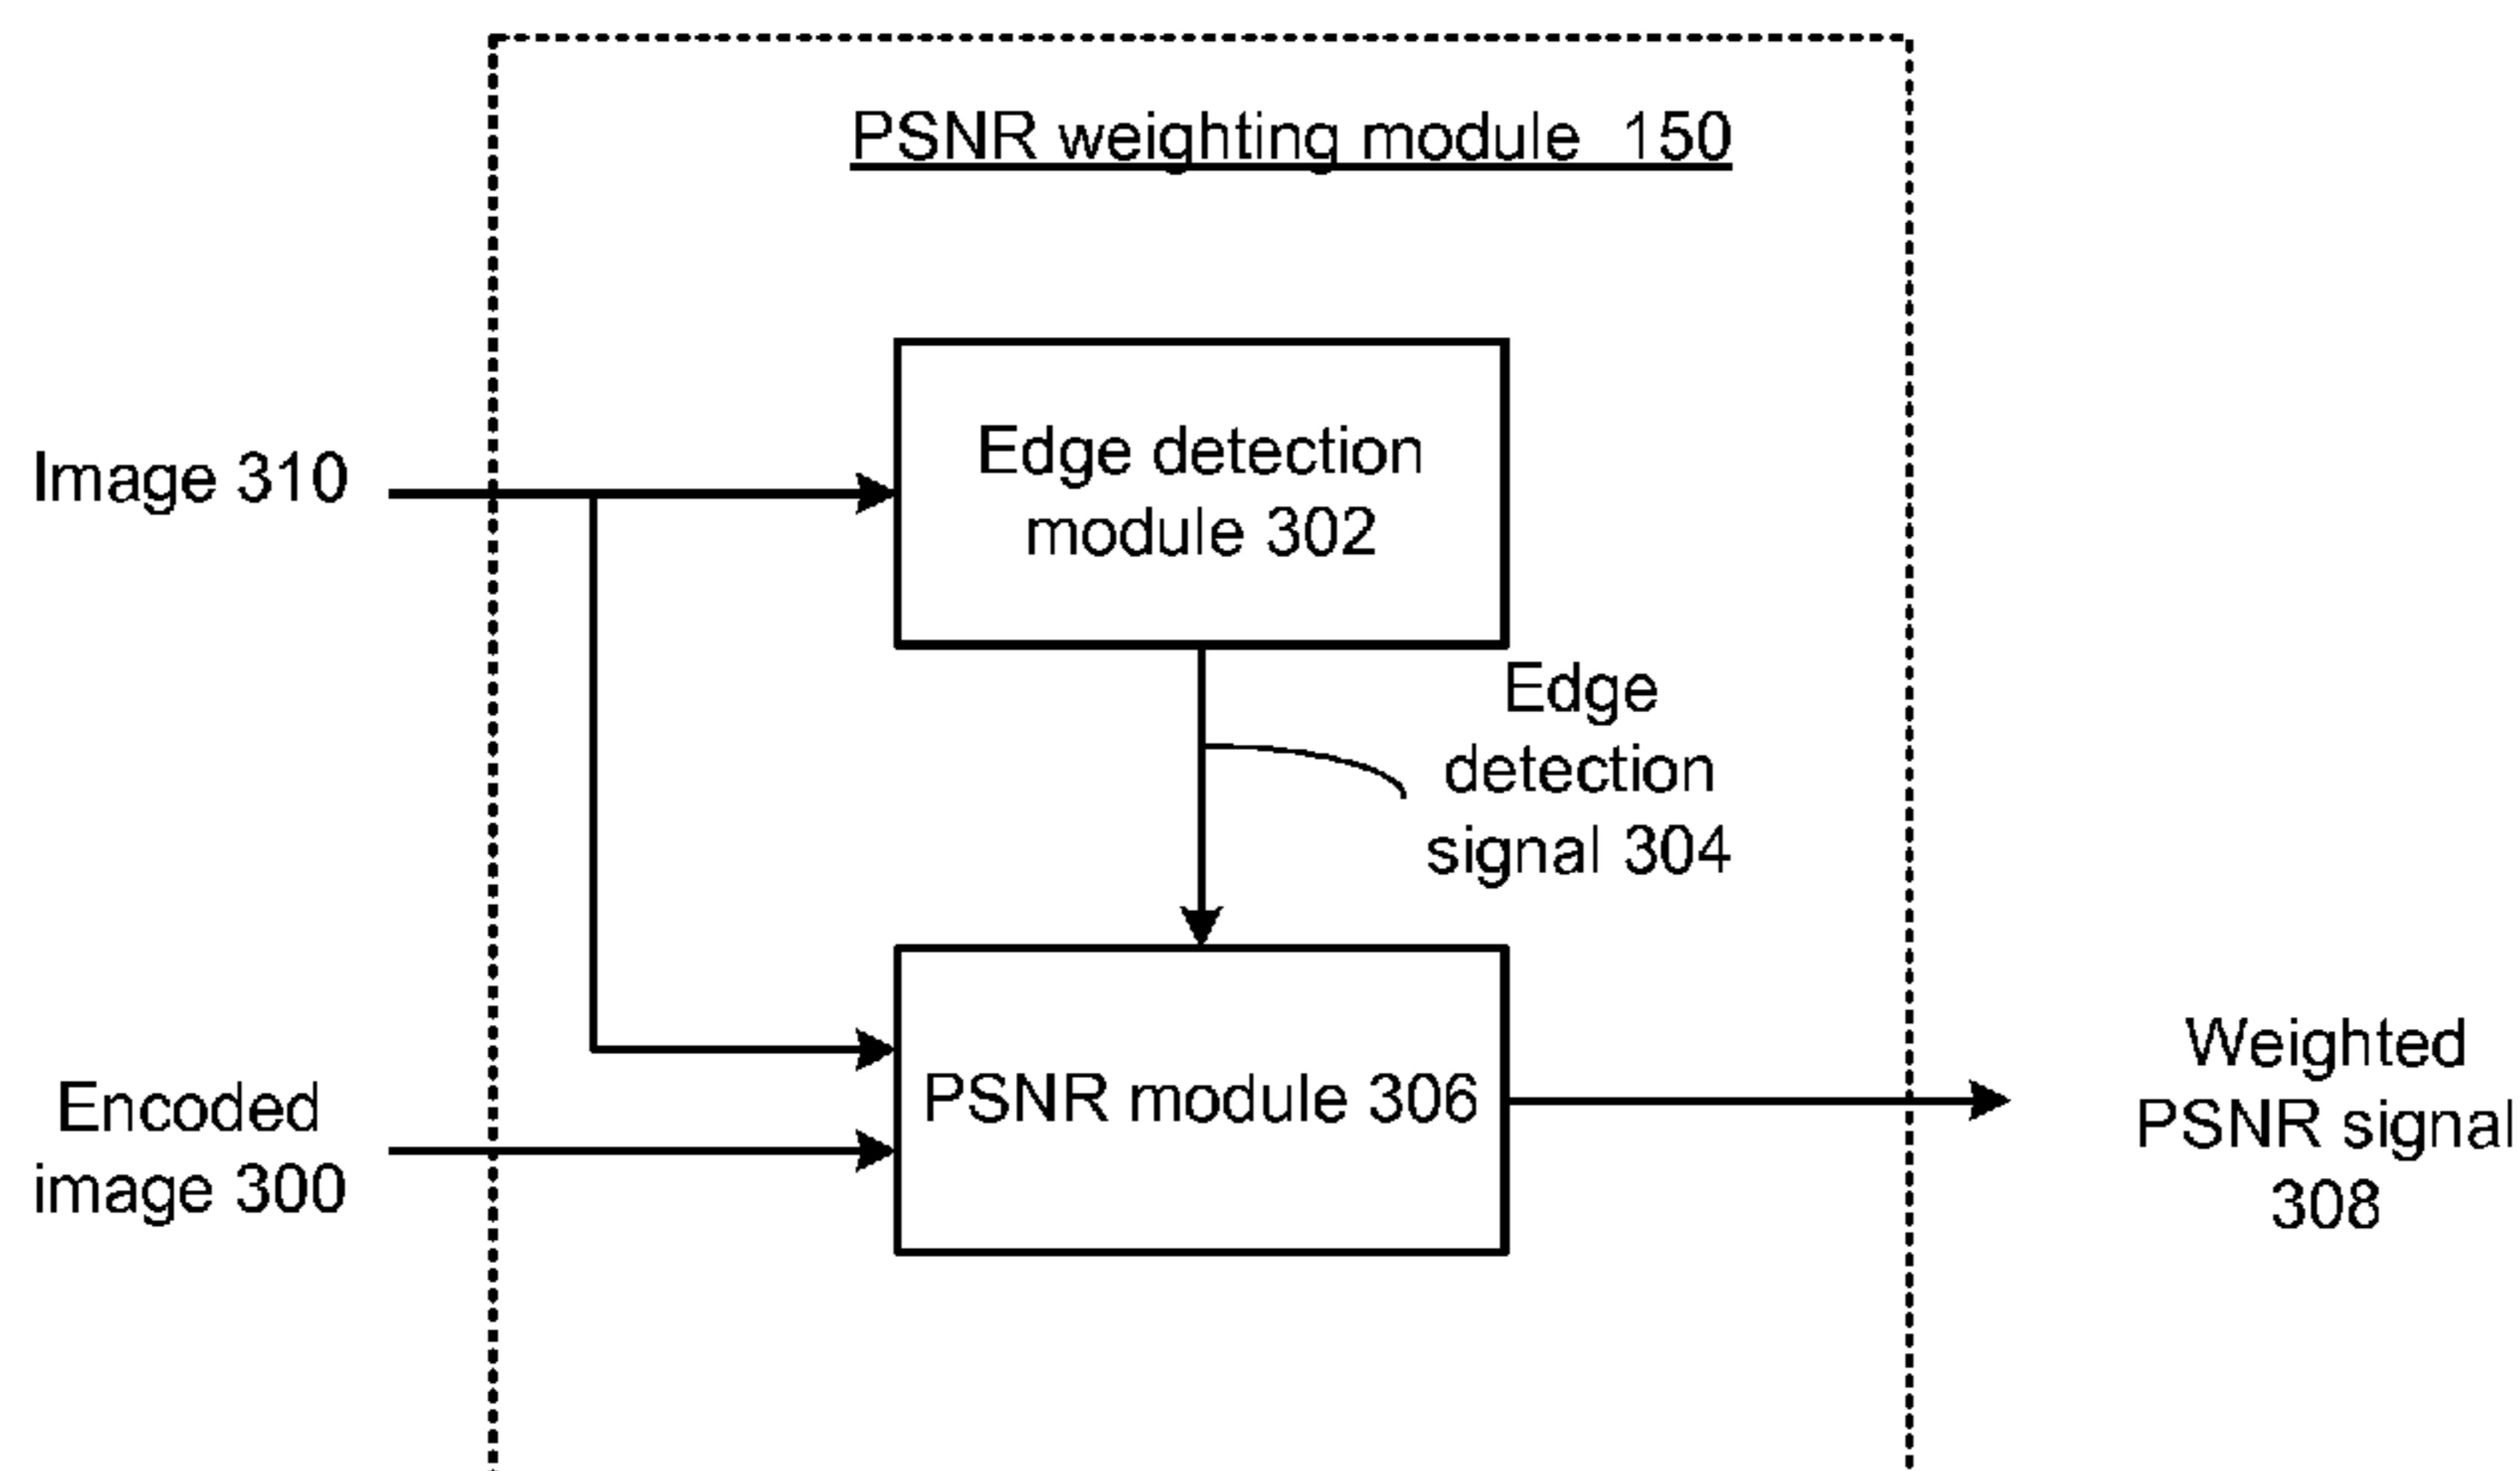 PSNR weighting module 150
Image 310
Edge detection
module 302
Edge
detection
signal 304
Encoded
image 300
PSNR module 306
Weighted
PSNR signal
308